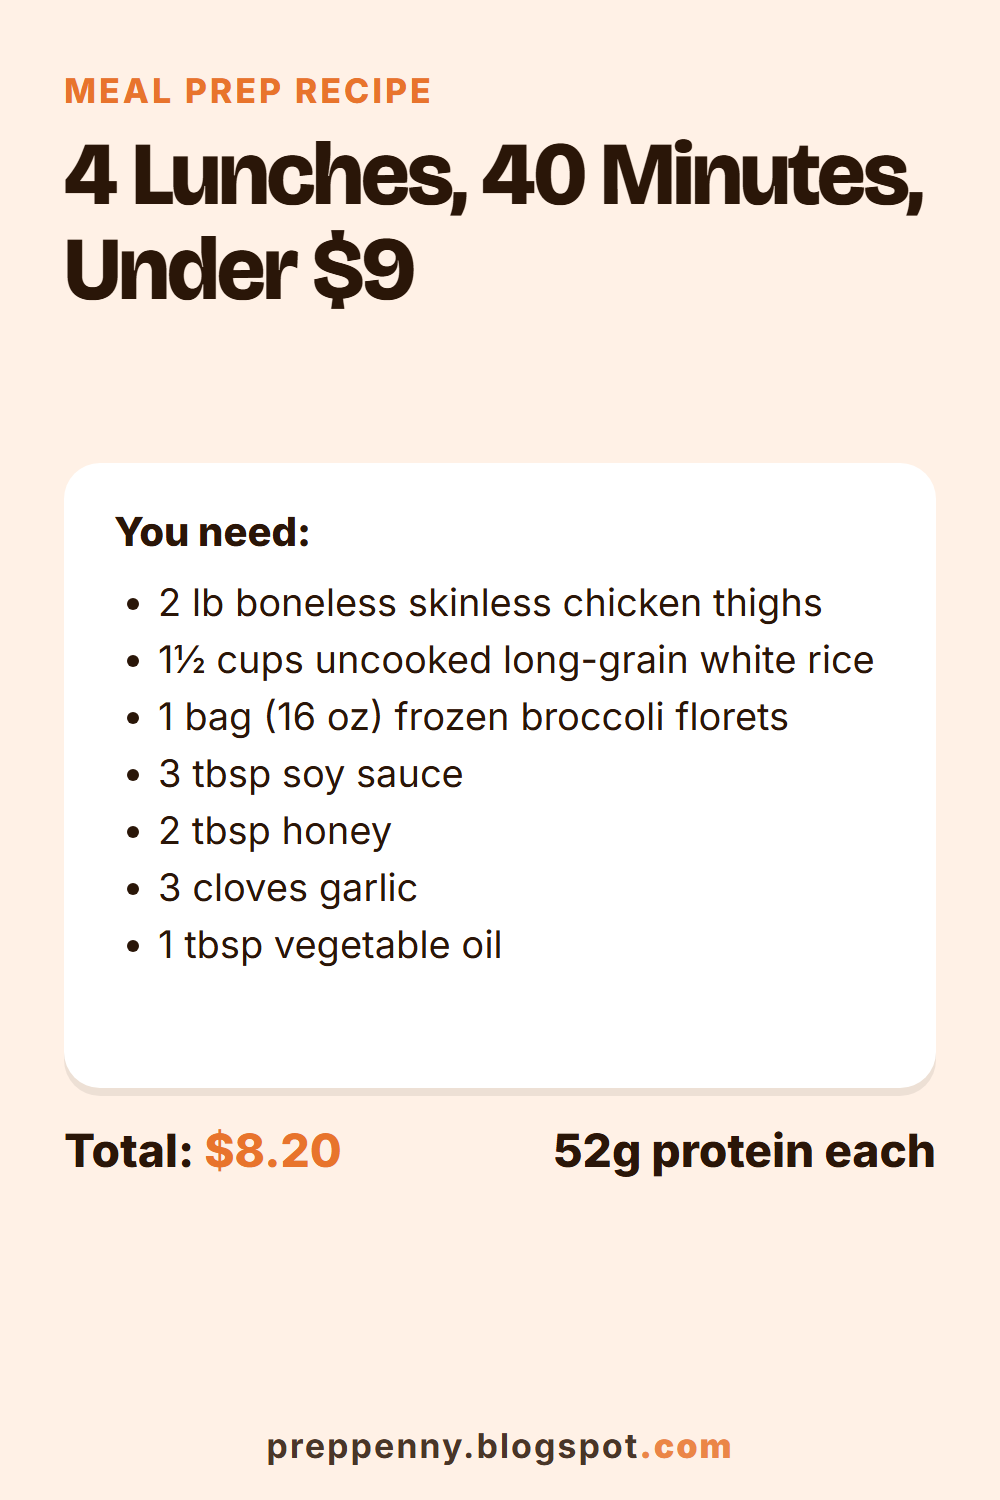 MEAL PREP RECIPE
4 Lunches, 40 Minutes,
Under $9
You need:
• 2 lb boneless skinless chicken thighs
• 1½ cups uncooked long-grain white rice
• 1 bag (16 oz) frozen broccoli florets
• 3 tbsp soy sauce
• 2 tbsp honey
• 3 cloves garlic
• 1 tbsp vegetable oil
Total: $8.20 52g protein each
preppenny.blogspot.com